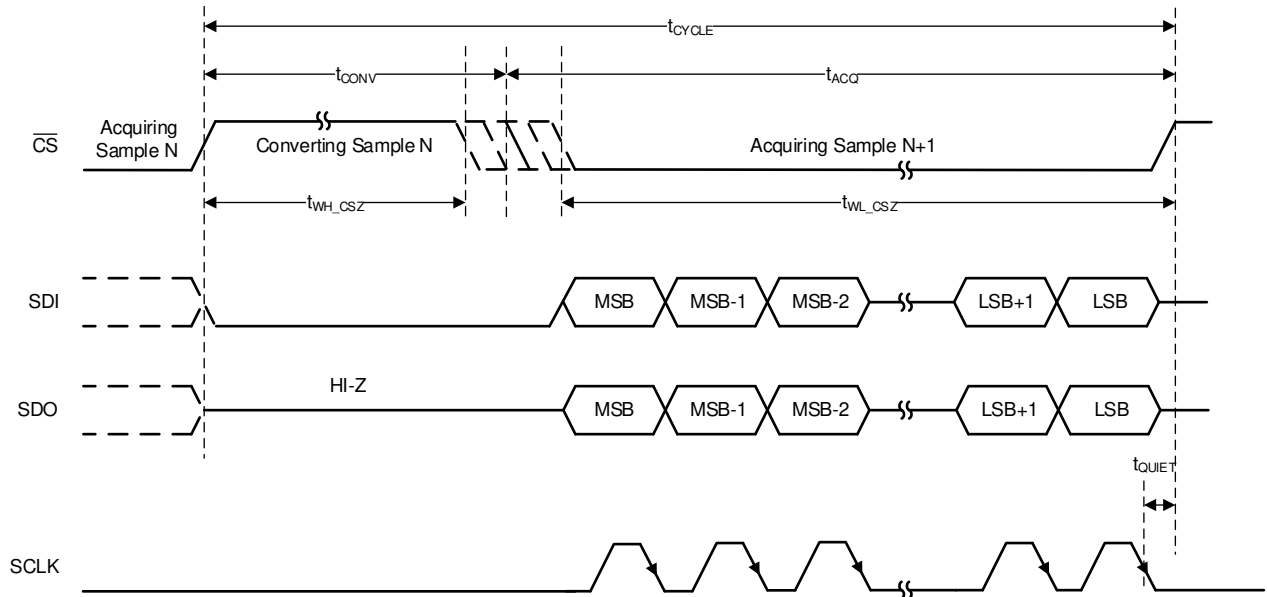 tCYCLE
tCONV
tACQ
CS
Acquiring
Sample N
Converting Sample N
Acquiring Sample N+1
tWH_CSZ
tWL_CSZ
SDI
MSB
MSB-1
MSB-2
LSB+1
LSB
HI-Z
SDO
MSB
MSB-1
MSB-2
LSB+1
LSB
tQUIET
SCLK